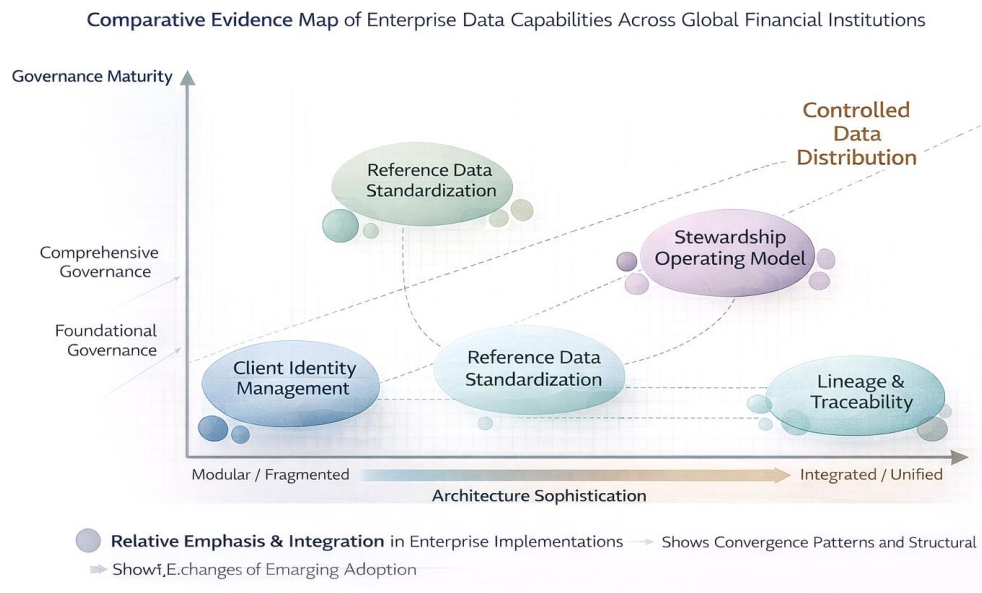 Comparative Evidence Map of Enterprise Data Capabilities Across Global Financial Institutions
Governance Maturity
Controlled
Data
Distribution
Reference Data
Standardization
Stewardship
Operating Model
Comprehensive
Governance
Foundational
Governance
Client Identity
Management
Reference Data
Standardization
Lineage &
Traceability
Modular / Fragmented
Integrated / Unified
Architecture Sophistication
Relative Emphasis & Integration in Enterprise Implementations
Shows Convergence Patterns and Structural
of Emarging Adoption